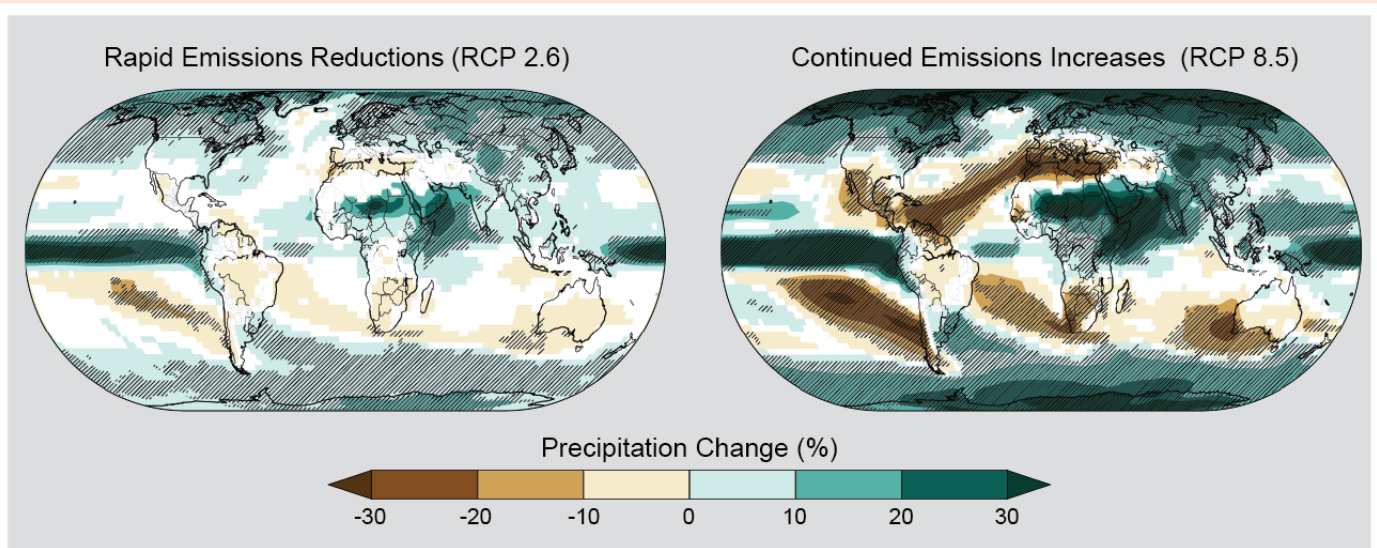 Rapid Emissions Reductions (RCP 2.6)
Continued Emissions Increases (RCP 8.5)
Precipitation Change (%)
-30 -20 -10 0 10 20 30